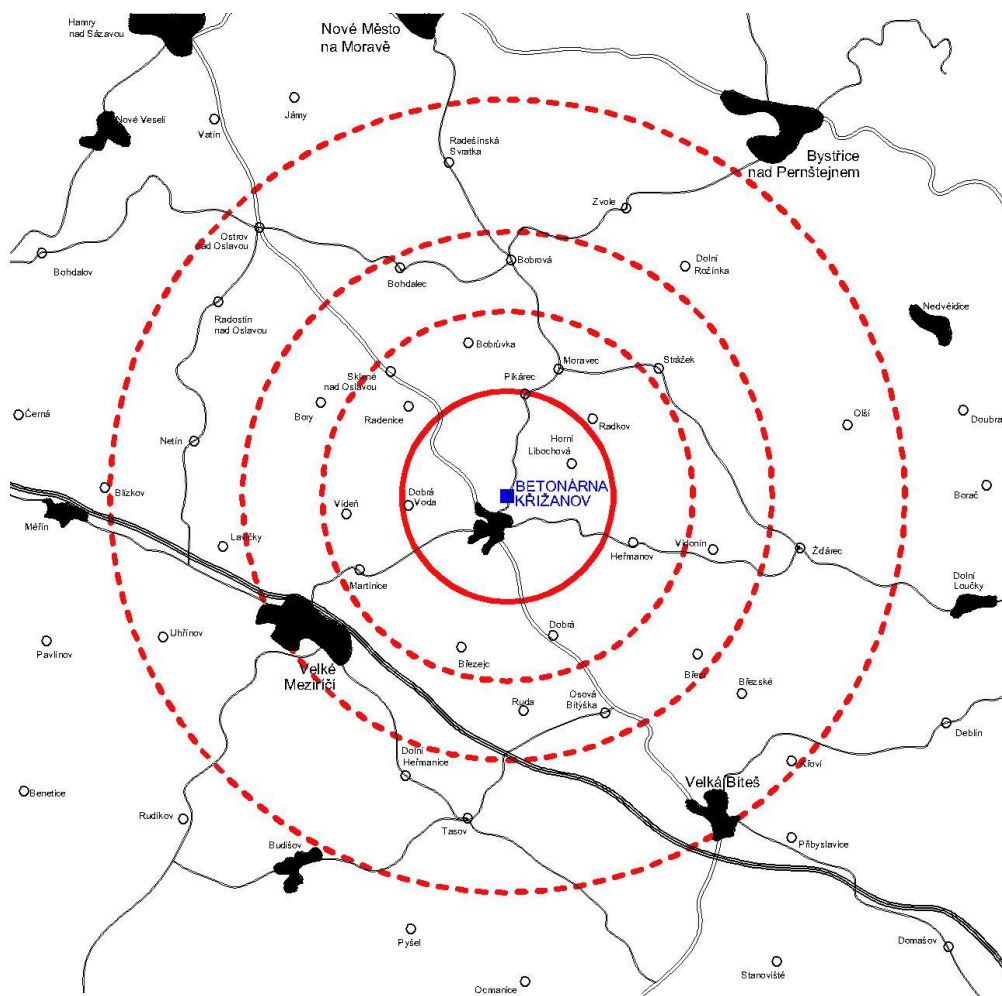 Hamry
nad Sázavou
Nové Město
na Moravě
Jámy
Nové Veselí
Vatín
Radešínská
Svratka
Bystřice
nad Pernštejnem
Zvole
Ostrov
nad Oslavou
Bohdalov
Bohdalec
Bobrová
Dolní
Rožínka
Radostín
nad Oslavou
Nedvědice
Bobrůvka
Moravec
Strážek
Sklené
nad Oslavou
Pikárec
Bory
Radenice
Černá
Radkov
Olší
Doubra
Netín
Horní
Libochová
BETONÁRNA
KŘIŽANOV
Blízkov
Dobrá
Voda
Borač
Vídeň
Měřín
Lavičky
Heřmanov
Vidonín
Žďárec
Martinice
Dolní
Loučky
Pavlínov
Uhřínov
Dobrá
Březejc
Velké
Meziříčí
Březí
Březské
Osová
Bítýška
Ruda
Deblín
Dolní
Heřmanice
Křoví
Velká Bíteš
Benetice
Rudíkov
Tasov
Přibyslavice
Budišov
Pyšel
Domašov
Stanoviště
Ocmanice